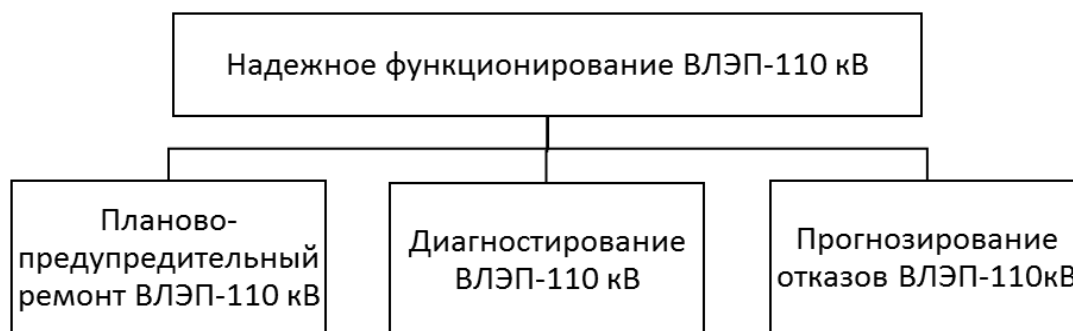 Надежное функционирование ВЛЭП-110 кВ
Планово-
предупредительный
ремонт ВЛЭП-110 кВ
Диагностирование
ВЛЭП-110 кВ
Прогнозирование
отказов ВЛЭП-110кВ